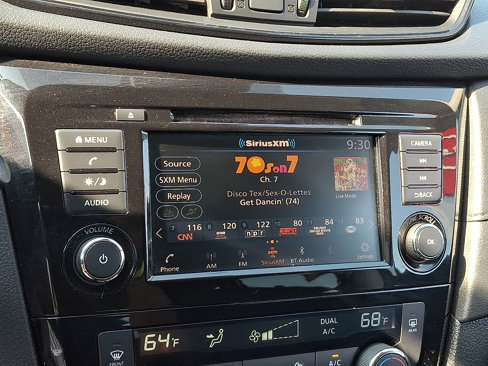 SiriusXM
9:30
MENU
CAMERA
Source
70s on 7
Ch. 7
SXM Menu
Disco Tex/Sex-O-Lettes
BACK
Replay
Get Dancin' (74)
Live Mode
AUDIO
7 116 8 120 9 122 10 80 11 84 12 83
CNN
npr
VOLUME
OK
Phone
AM
FM
SiriusXM
BT Audio
Settings
64°F
DUAL
A/C
68°F
FRONT
A/C
REAR